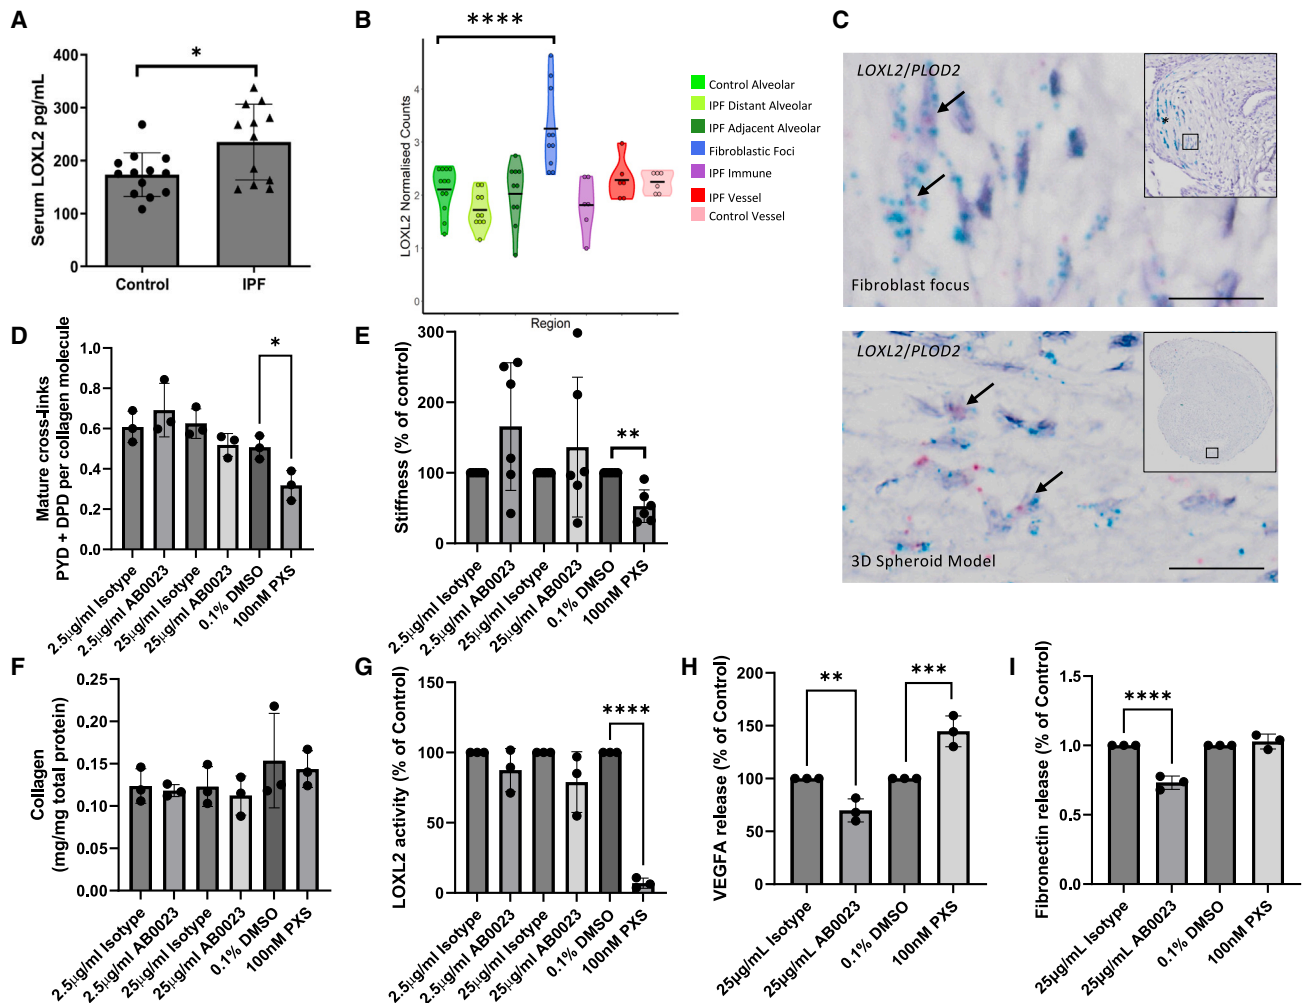 A
Serum LOXL2 pg/mL
400
300
200
100
0
*
Control
IPF
B
****
LOXL2 Normalised Counts
4
3
2
1
0
Region
Control Alveolar
IPF Distant Alveolar
IPF Adjacent Alveolar
Fibroblastic Foci
IPF Immune
IPF Vessel
Control Vessel
C
LOXL2/PLOD2
*
Fibroblast focus
LOXL2/PLOD2
3D Spheroid Model
D
Mature cross-links
PYD + DPD per collagen molecule
1.0
0.8
0.6
0.4
0.2
0.0
*
2.5µg/ml Isotype
2.5µg/ml AB0023
25µg/ml Isotype
25µg/ml AB0023
0.1% DMSO
100nM PXS
E
Stiffness (% of control)
300
200
100
50
0
**
2.5µg/ml Isotype
2.5µg/ml AB0023
25µg/ml Isotype
25µg/ml AB0023
0.1% DMSO
100nM PXS
F
Collagen
(mg/mg total protein)
0.25
0.20
0.15
0.10
0.05
0.00
2.5µg/ml Isotype
2.5µg/ml AB0023
25µg/ml Isotype
25µg/ml AB0023
0.1% DMSO
100nM PXS
G
LOXL2 activity (% of Control)
150
100
50
0
****
2.5µg/ml Isotype
2.5µg/ml AB0023
25µg/ml Isotype
25µg/ml AB0023
0.1% DMSO
100nM PXS
H
VEGFA release (% of Control)
200
150
100
50
0
**
***
25µg/mL Isotype
25µg/mL AB0023
0.1% DMSO
100nM PXS
I
Fibronectin release (% of Control)
1.5
1.0
0.5
0.0
****
25µg/mL Isotype
25µg/mL AB0023
0.1% DMSO
100nM PXS